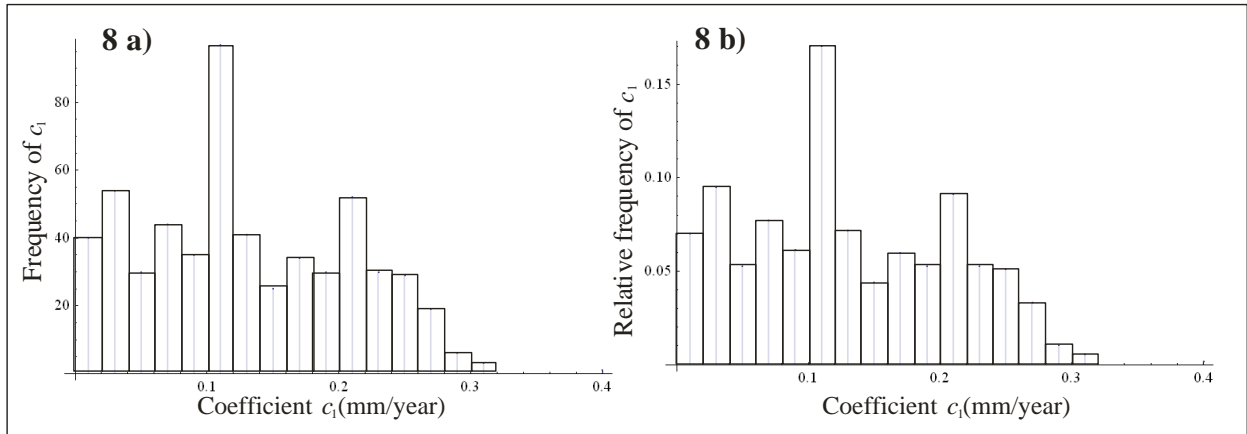 8 a)
Frequency of c₁
80
60
40
20
0.1
0.2
0.3
0.4
Coefficient c₁(mm/year)
8 b)
Relative frequency of c₁
0.15
0.10
0.05
0.1
0.2
0.3
0.4
Coefficient c₁(mm/year)